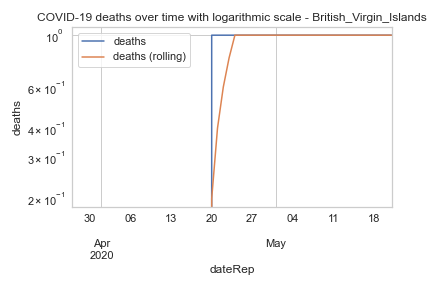 COVID-19 deaths over time with logarithmic scale - British_Virgin_Islands
10⁰
6 × 10⁻¹
4 × 10⁻¹
3 × 10⁻¹
2 × 10⁻¹
deaths
deaths
deaths (rolling)
30 06 13 20 27 04 11 18
Apr May
2020
dateRep